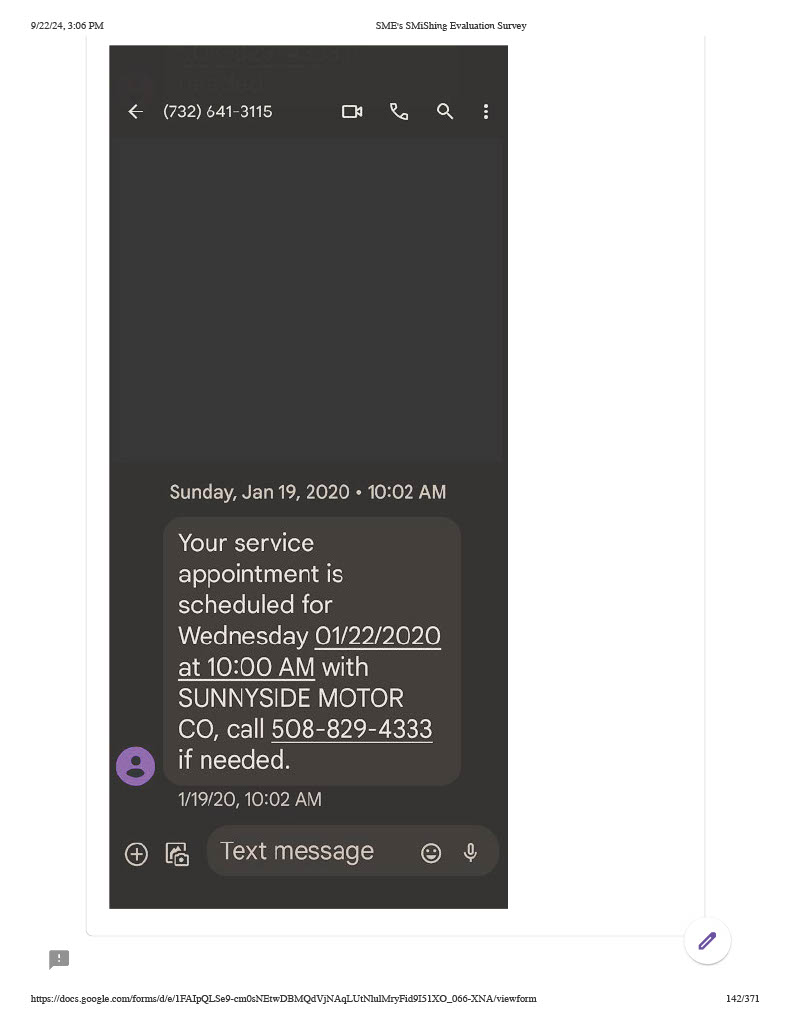 9/22/24, 3:06 PM
SME's SMiShing Evaluation Survey
(732) 641-3115
Sunday, Jan 19, 2020 • 10:02 AM
Your service
appointment is
scheduled for
Wednesday 01/22/2020
at 10:00 AM with
SUNNYSIDE MOTOR
CO, call 508-829-4333
if needed.
1/19/20, 10:02 AM
Text message
https://docs.google.com/forms/d/e/1FAIpQLSe9-cm0sNEtwDBMQdVjNAqLUtNlulMryFid9I51XO_066-XNA/viewform
142/371